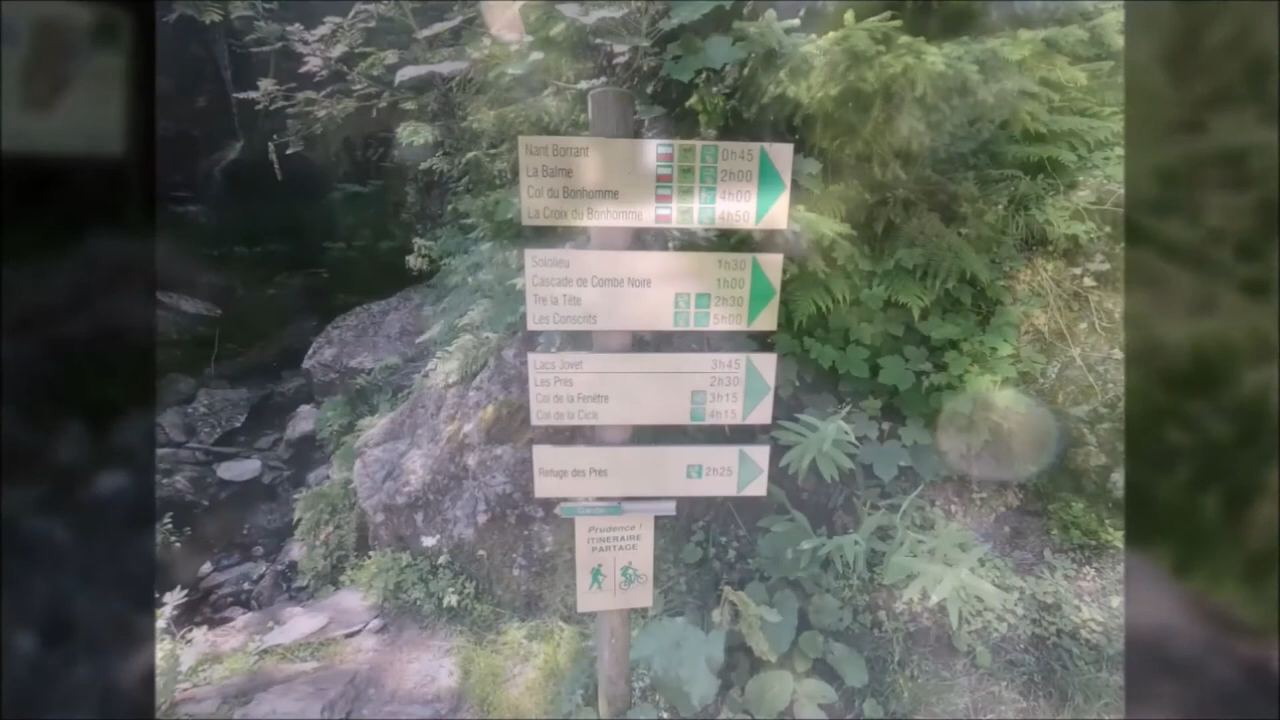 Nant Borrant 0h45
La Balme 2h00
Col du Bonhomme 4h00
La Croix du Bonhomme 4h50
Sololieu 1h30
Cascade de Combe Noire 1h00
Tré la Tête 2h30
Les Conscrits 5h00
Lacs Jovet 3h45
Les Prés 2h30
Col de la Fenêtre 3h15
Col de la Cicle 4h15
Refuge des Prés 2h25
Prudence !
ITINERAIRE
PARTAGE